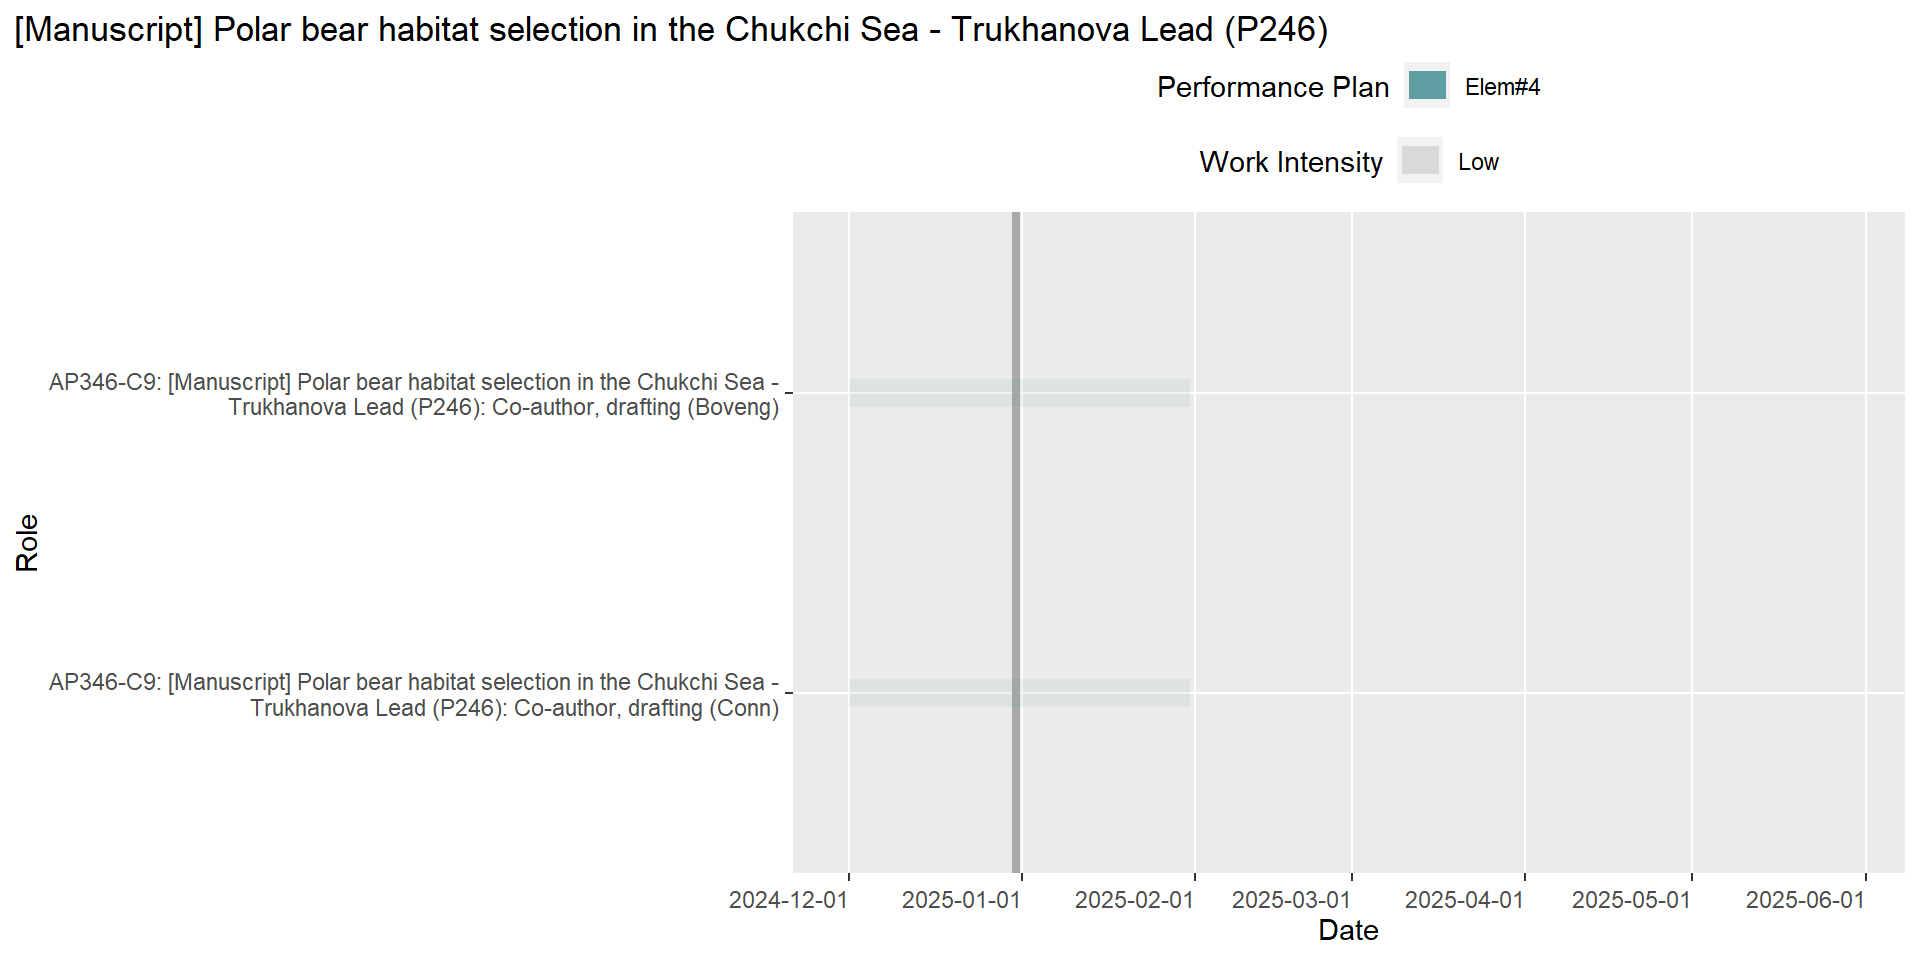 [Manuscript] Polar bear habitat selection in the Chukchi Sea - Trukhanova Lead (P246)
Performance Plan
Elem#4
Work Intensity
Low
AP346-C9: [Manuscript] Polar bear habitat selection in the Chukchi Sea -
Trukhanova Lead (P246): Co-author, drafting (Boveng)
Role
AP346-C9: [Manuscript] Polar bear habitat selection in the Chukchi Sea -
Trukhanova Lead (P246): Co-author, drafting (Conn)
2024-12-01
2025-01-01
2025-02-01
2025-03-01
2025-04-01
2025-05-01
2025-06-01
Date